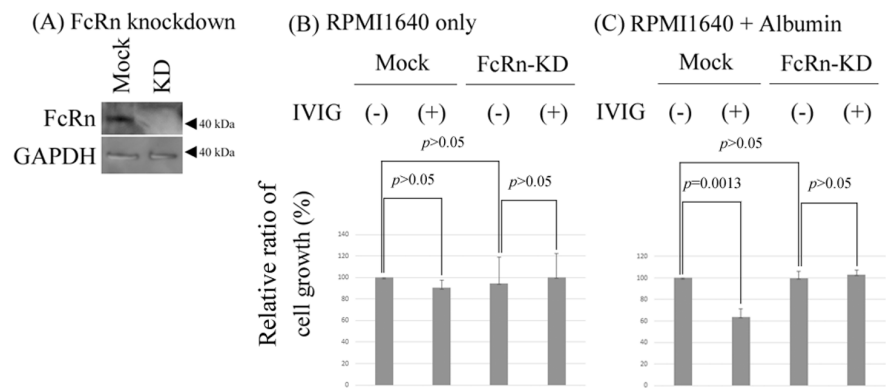 (A) FcRn knockdown
Mock
KD
FcRn
40 kDa
GAPDH
40 kDa
(B) RPMI1640 only
Mock
FcRn-KD
IVIG (-) (+) (-) (+)
p>0.05
p>0.05
p>0.05
Relative ratio of
cell growth (%)
140
120
100
80
60
40
20
0
(C) RPMI1640 + Albumin
Mock
FcRn-KD
IVIG (-) (+) (-) (+)
p>0.05
p=0.0013
p>0.05
120
100
80
60
40
20
0